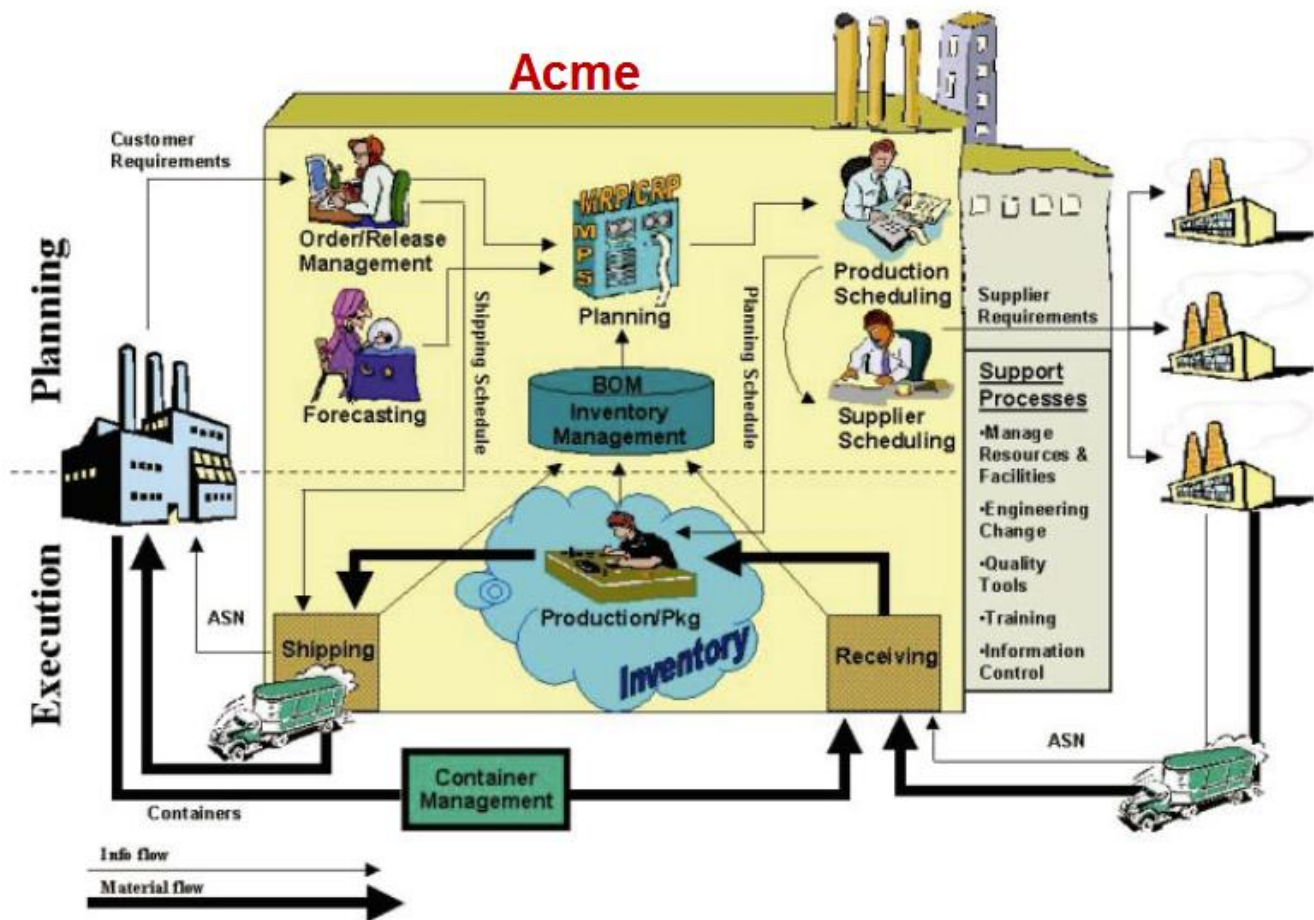 Acme
Customer
Requirements
Order/Release
Management
Forecasting
Shipping Schedule
MRP/CRP
MPS
Planning
Planning Schedule
Production
Scheduling
Supplier
Scheduling
Supplier
Requirements
BOM
Inventory
Management
Support
Processes
•Manage
Resources &
Facilities
•Engineering
Change
•Quality
Tools
•Training
•Information
Control
Planning
Execution
ASN
Shipping
Production/Pkg
Inventory
Receiving
ASN
Container
Management
Containers
Info flow
Material flow